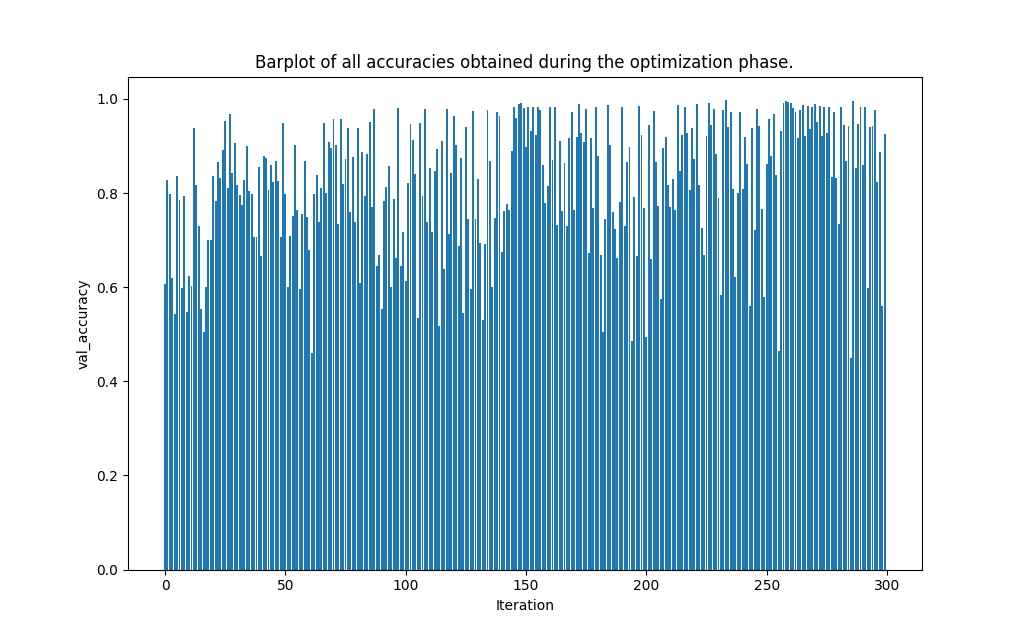 Barplot of all accuracies obtained during the optimization phase.
1.0
0.8
0.6
0.4
0.2
0.0
val_accuracy
0 50 100 150 200 250 300
Iteration